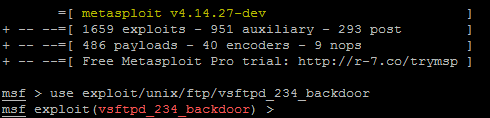 =[ metasploit v4.14.27-dev ]
+ -- --=[ 1659 exploits - 951 auxiliary - 293 post ]
+ -- --=[ 486 payloads - 40 encoders - 9 nops ]
+ -- --=[ Free Metasploit Pro trial: http://r-7.co/trymsp ]
msf > use exploit/unix/ftp/vsftpd_234_backdoor
msf exploit(vsftpd_234_backdoor) >